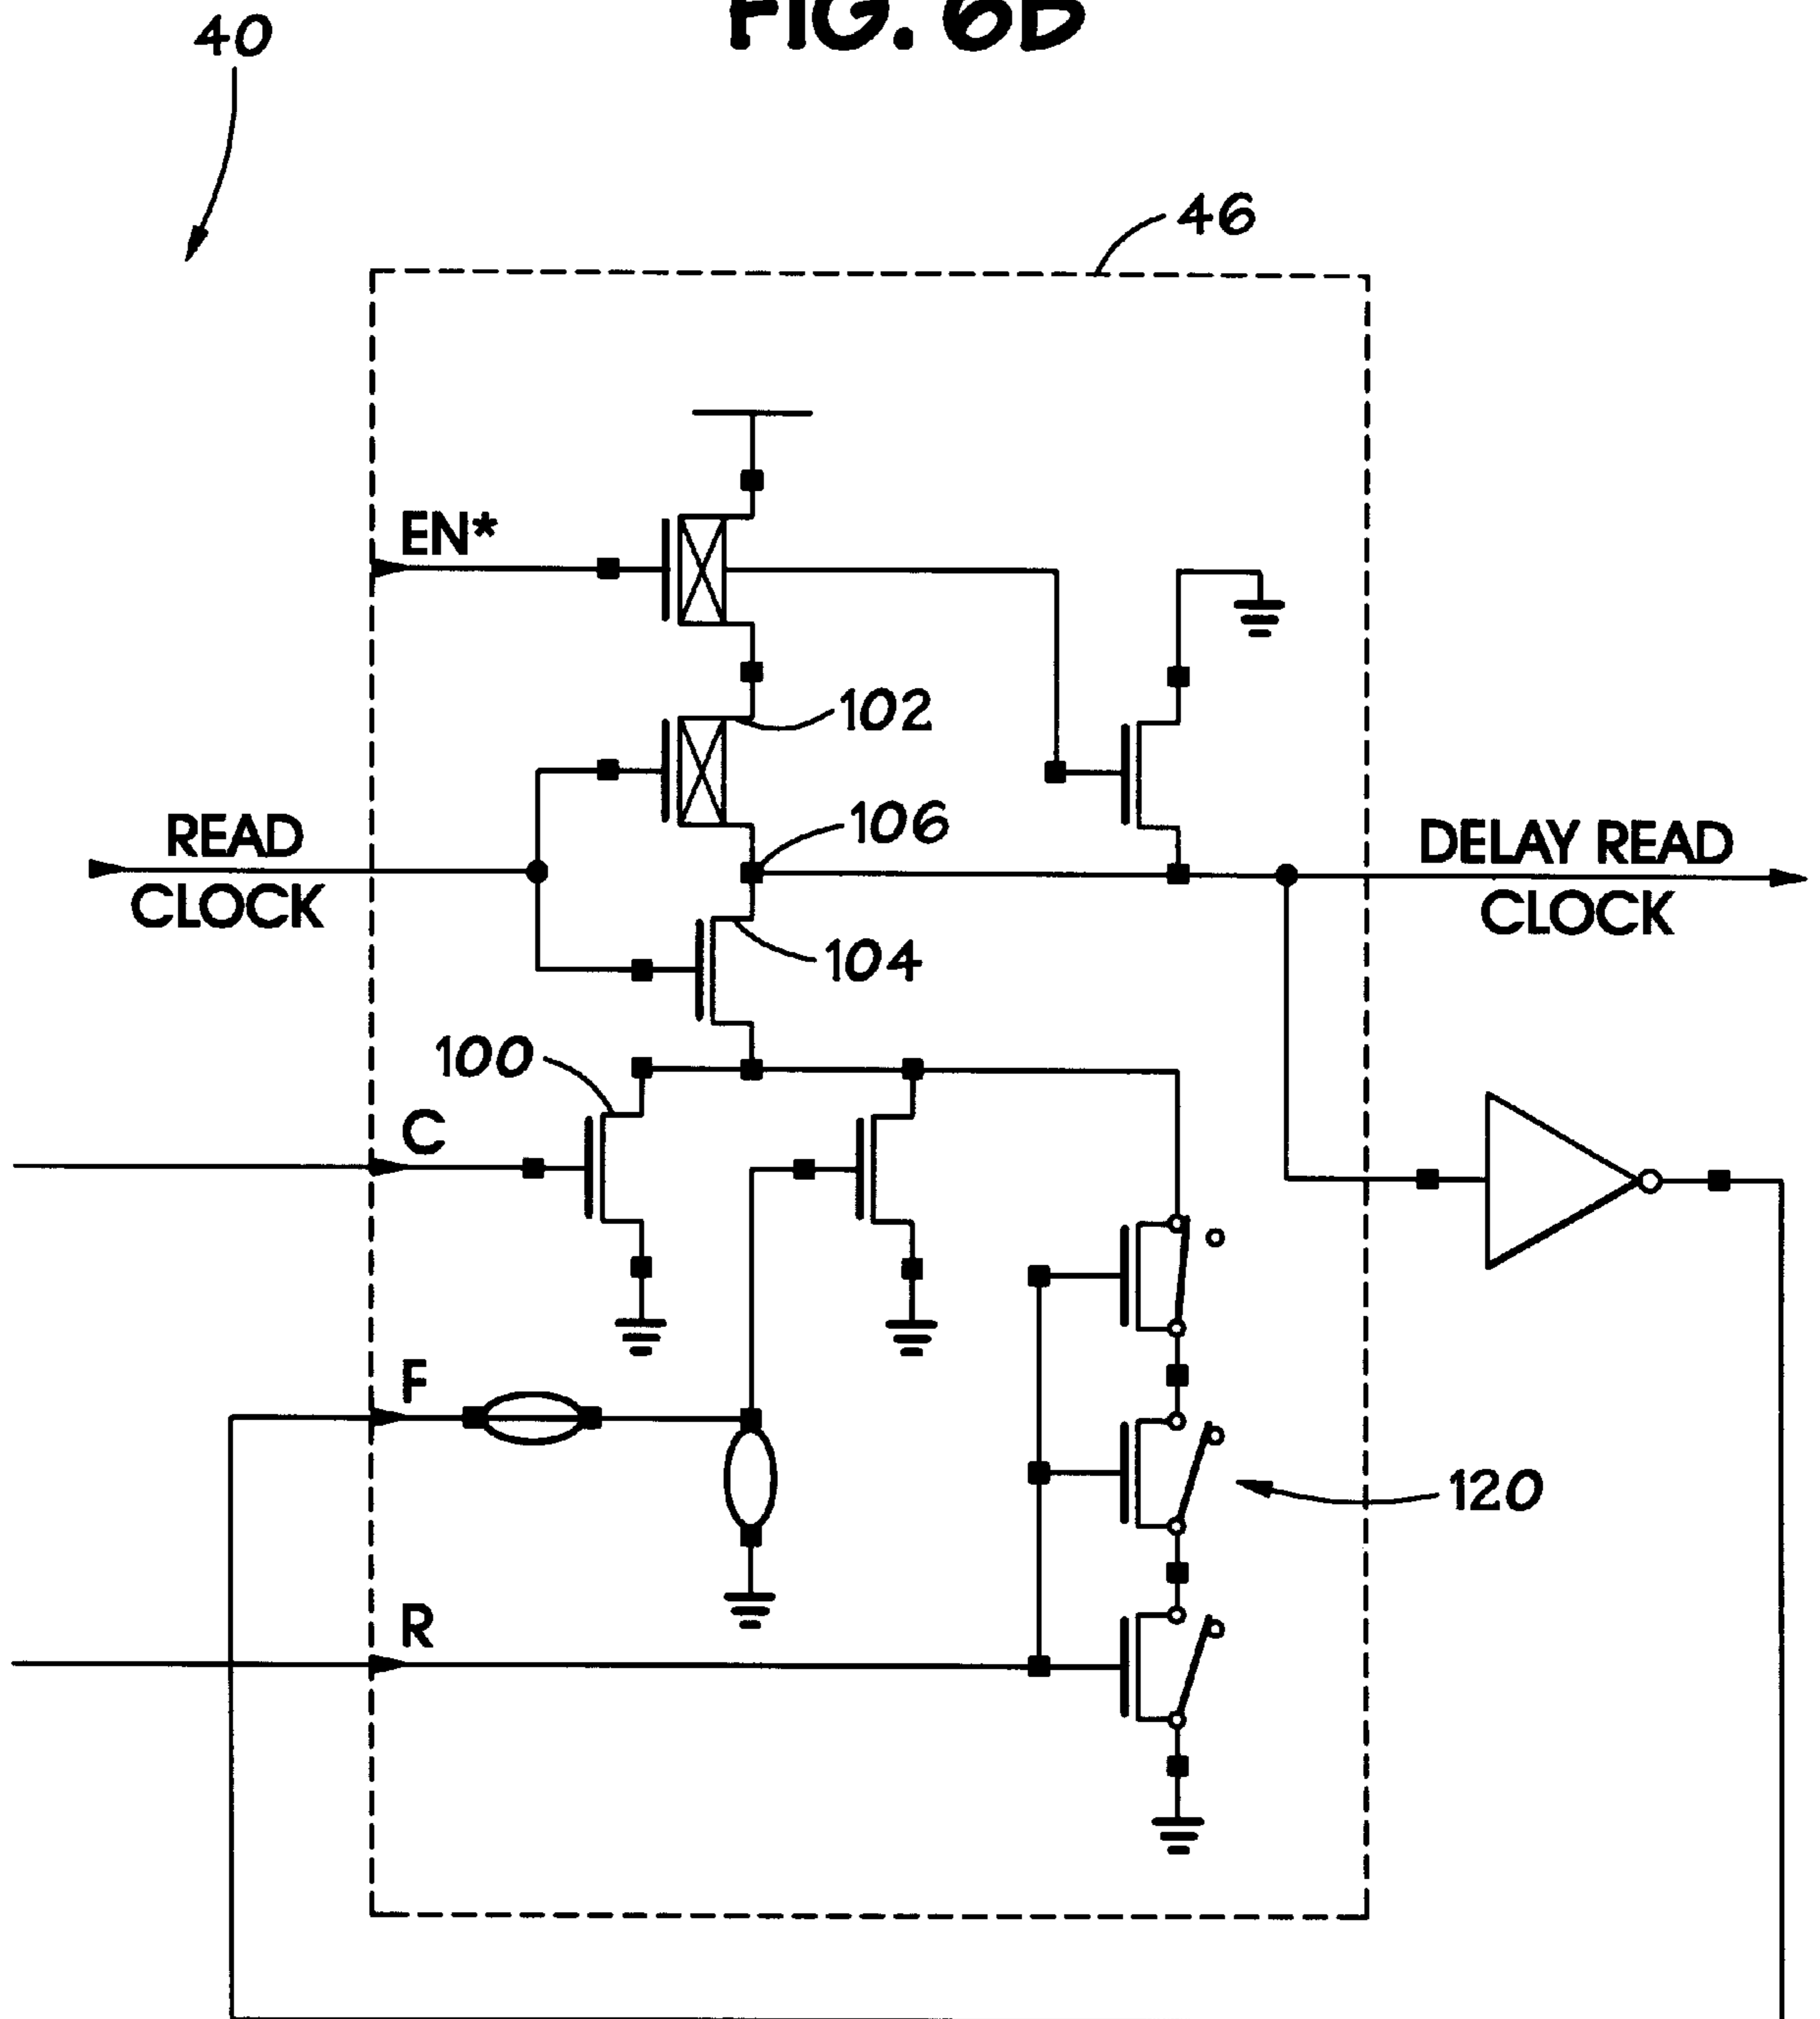 FIG. 6B
40
46
EN*
102
106
READ
CLOCK
DELAY READ
CLOCK
104
100
C
F
120
R